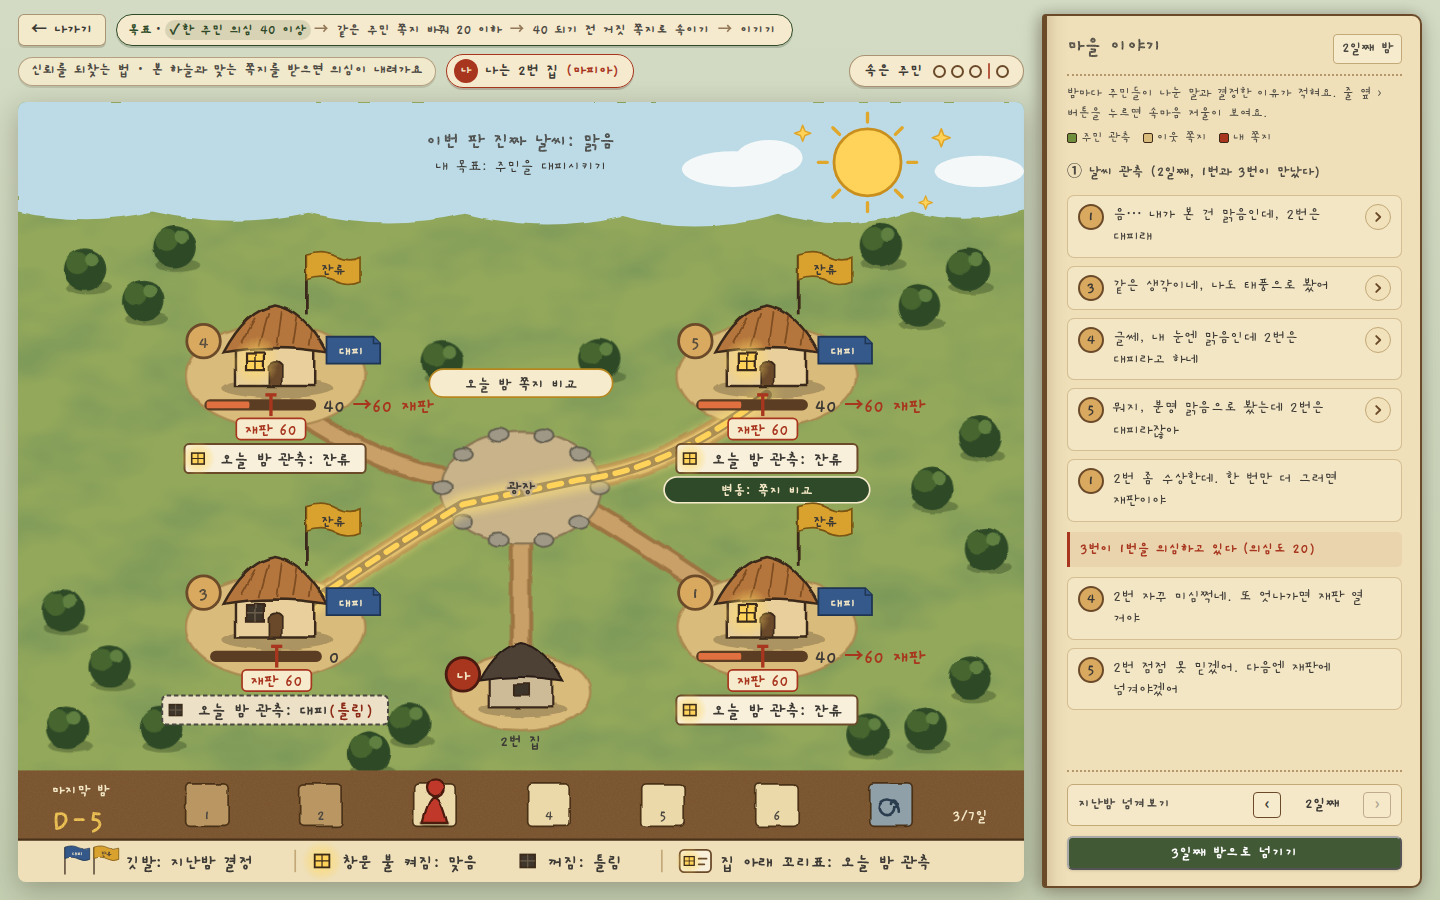 ← 나가기
목표 · ✓한 주민 의심 40 이상 → 같은 주민 쪽지 바꿔 20 이하 → 40 되기 전 거짓 쪽지로 속이기 → 이기기
신뢰를 되찾는 법 · 본 하늘과 맞는 쪽지를 받으면 의심이 내려가요
나 나는 2번 집 (마피아)
속은 주민
이번 판 진짜 날씨: 맑음
내 목표: 주민을 대피시키기
잔류
4
대피
40 →60 재판
재판 60
오늘 밤 관측: 잔류
잔류
5
대피
40 →60 재판
재판 60
오늘 밤 관측: 잔류
변동: 쪽지 비교
오늘 밤 쪽지 비교
광장
잔류
3
대피
0
재판 60
오늘 밤 관측: 대피(틀림)
잔류
1
대피
40 →60 재판
재판 60
오늘 밤 관측: 잔류
나
2번 집
마지막 밤
D-5
1
2
4
5
6
3/7일
깃발: 지난밤 결정
창문 불 켜짐: 맞음
꺼짐: 틀림
집 아래 꼬리표: 오늘 밤 관측
마을 이야기
2일째 밤
밤마다 주민들이 나눈 말과 결정한 이유가 적혀요. 줄 옆 ›
버튼을 누르면 속마음 저울이 보여요.
주민 관측 이웃 쪽지 내 쪽지
① 날씨 관측 (2일째, 1번과 3번이 만났다)
1 음… 내가 본 건 맑음인데, 2번은
대피래
3 같은 생각이네, 나도 태풍으로 봤어
4 글쎄, 내 눈엔 맑음인데 2번은
대피라고 하네
5 뭐지, 분명 맑음으로 봤는데 2번은
대피라잖아
1 2번 좀 수상한데. 한 번만 더 그러면
재판이야
3번이 1번을 의심하고 있다 (의심도 20)
4 2번 자꾸 미심쩍네. 또 엇나가면 재판 열
거야
5 2번 점점 못 믿겠어. 다음엔 재판에
넘겨야겠어
지난밤 넘겨보기 ‹ 2일째 ›
3일째 밤으로 넘기기